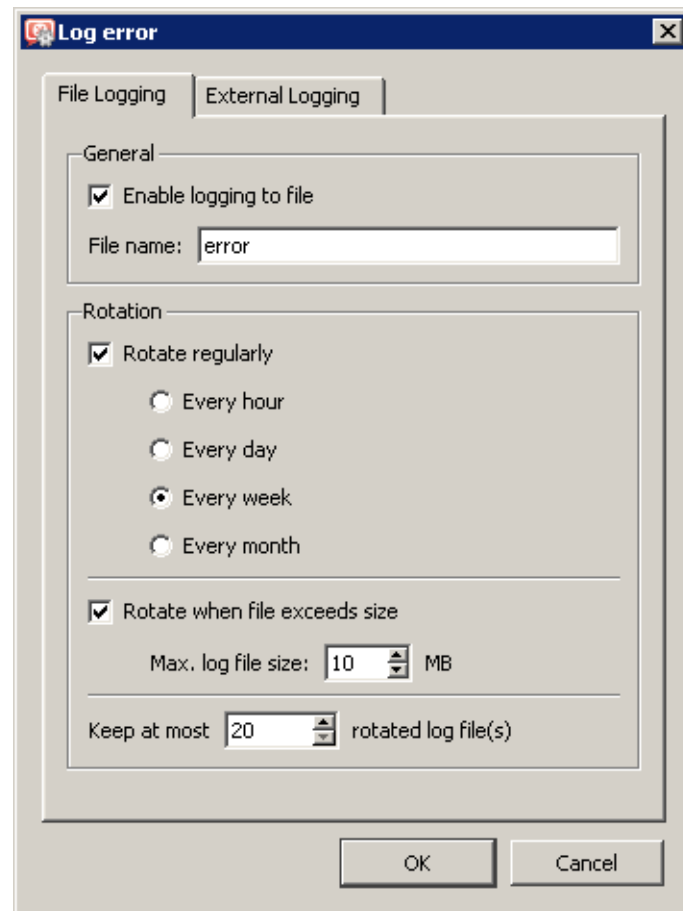 Log error
File Logging External Logging
General
Enable logging to file
File name: error
Rotation
Rotate regularly
Every hour
Every day
Every week
Every month
Rotate when file exceeds size
Max. log file size: 10 MB
Keep at most 20 rotated log file(s)
OK Cancel